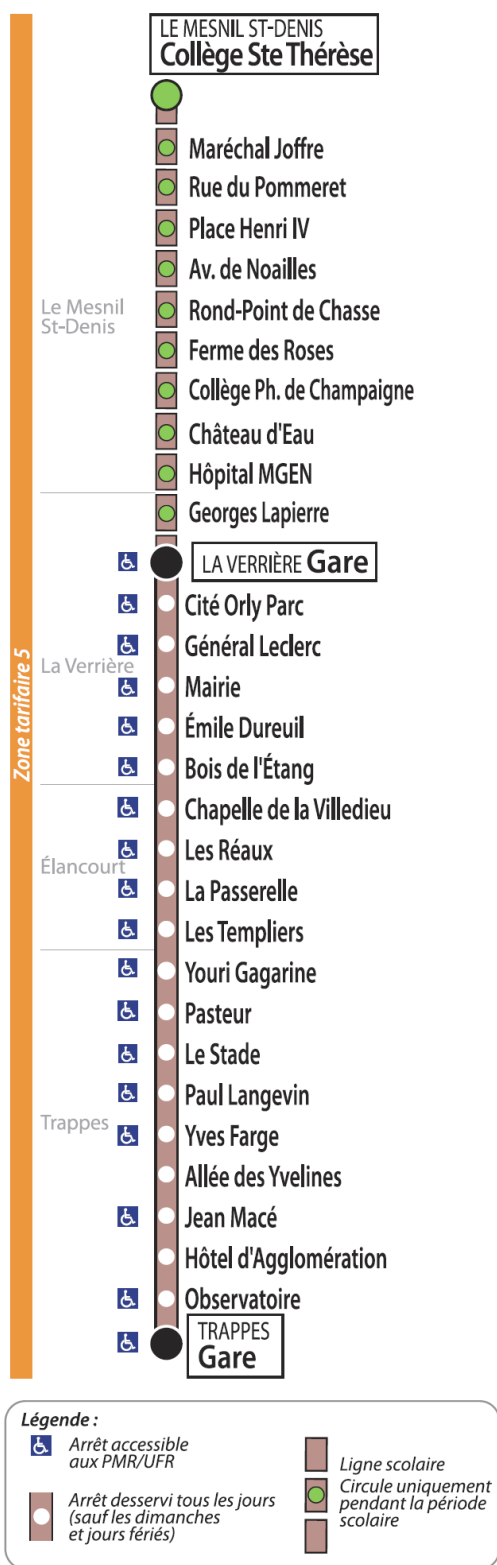 LE MESNIL ST-DENIS
Collège Ste Thérèse
Maréchal Joffre
Rue du Pommeret
Place Henri IV
Av. de Noailles
Le Mesnil
St-Denis
Rond-Point de Chasse
Ferme des Roses
Collège Ph. de Champaigne
Château d'Eau
Hôpital MGEN
Georges Lapierre
LA VERRIÈRE Gare
Cité Orly Parc
Général Leclerc
La Verrière
Mairie
Émile Dureuil
Bois de l'Étang
Zone tarifaire 5
Chapelle de la Villedieu
Les Réaux
Élancourt
La Passerelle
Les Templiers
Youri Gagarine
Pasteur
Le Stade
Paul Langevin
Trappes
Yves Farge
Allée des Yvelines
Jean Macé
Hôtel d'Agglomération
Observatoire
TRAPPES
Gare
Légende :
Arrêt accessible
aux PMR/UFR
Arrêt desservi tous les jours
(sauf les dimanches
et jours fériés)
Ligne scolaire
Circule uniquement
pendant la période
scolaire